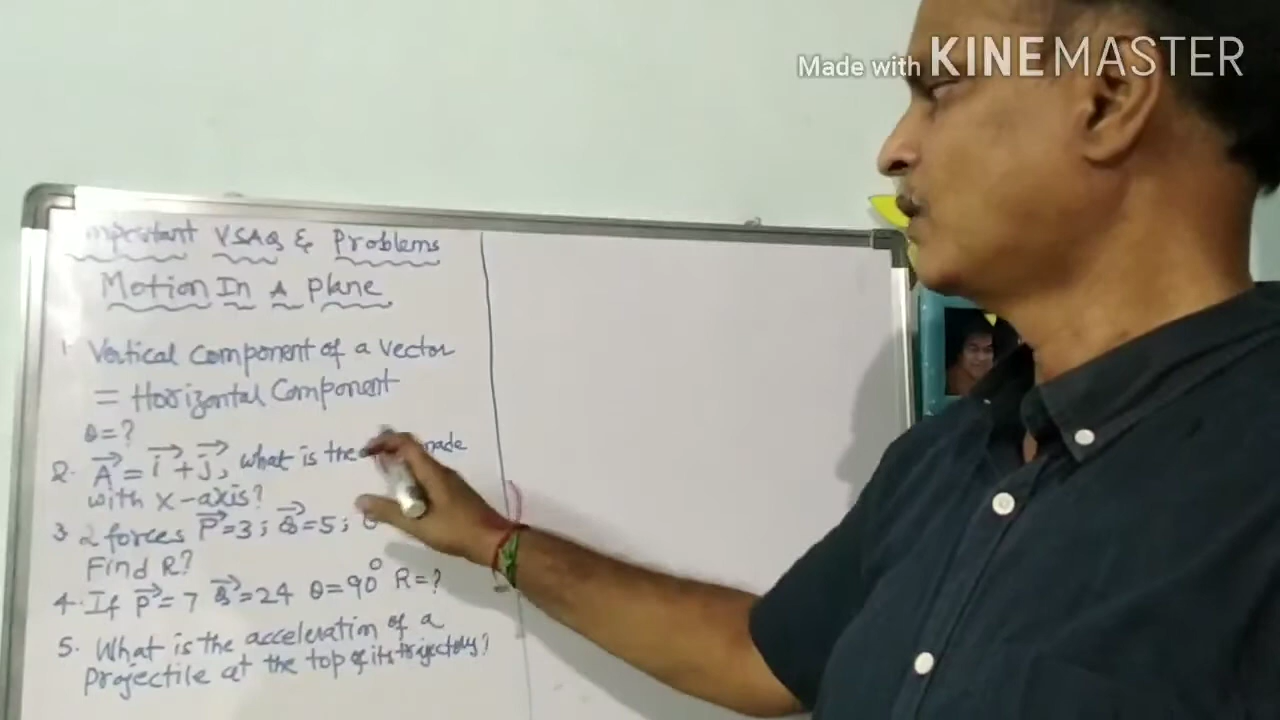 Made with KINEMASTER
mportant VSAQ & Problems
Motion In A plane
1 Vertical component of a vector
= Horizontal Component
θ=?
2. A = i + j, what is the made
with x-axis?
3 2 forces P=3; Q=5; θ
Find R?
4. If P=7 Q=24 θ=90° R=?
5. What is the acceleration of a
projectile at the top of its trajectory?